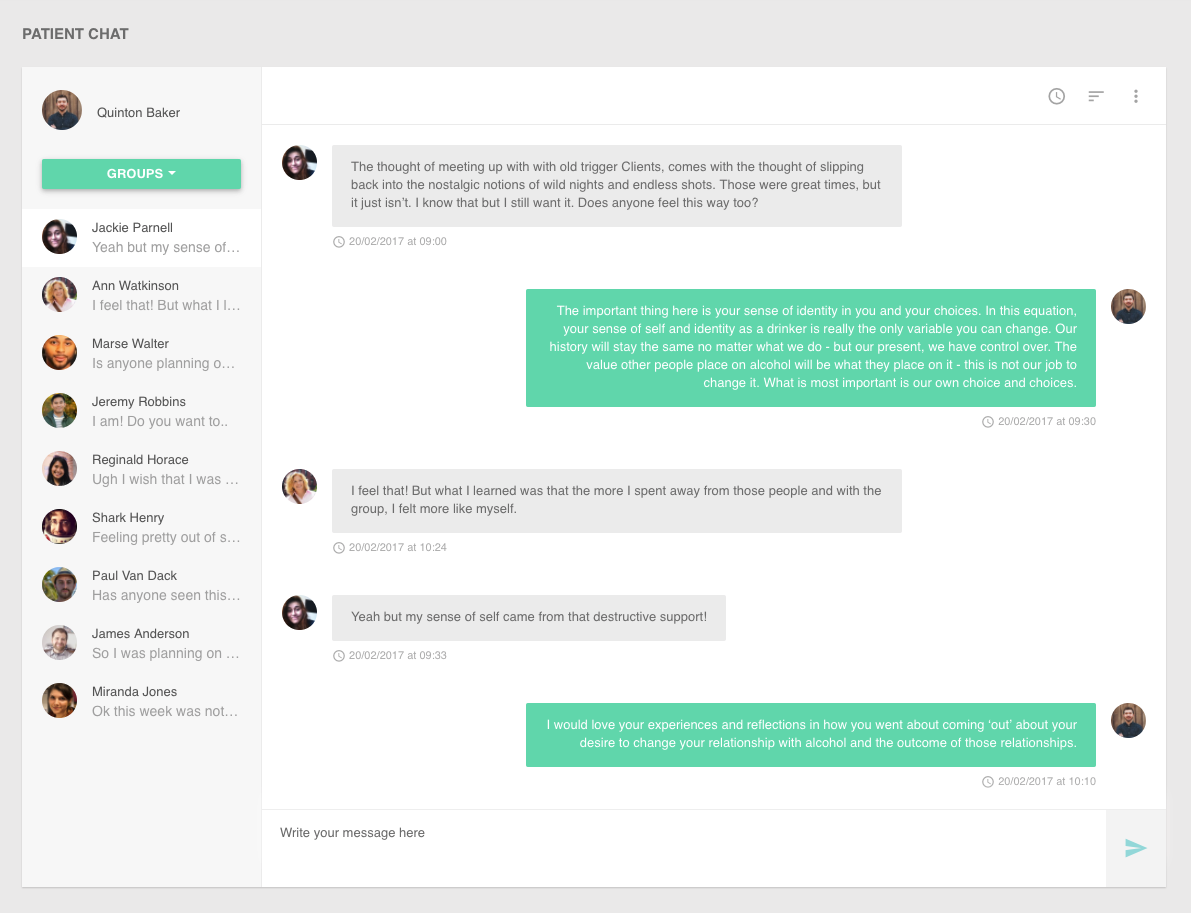 PATIENT CHAT
Quinton Baker
GROUPS
Jackie Parnell
Yeah but my sense of...
Ann Watkinson
I feel that! But what I l...
Marse Walter
Is anyone planning o...
Jeremy Robbins
I am! Do you want to..
Reginald Horace
Ugh I wish that I was ...
Shark Henry
Feeling pretty out of s...
Paul Van Dack
Has anyone seen this...
James Anderson
So I was planning on ...
Miranda Jones
Ok this week was not...
The thought of meeting up with with old trigger Clients, comes with the thought of slipping
back into the nostalgic notions of wild nights and endless shots. Those were great times, but
it just isn't. I know that but I still want it. Does anyone feel this way too?
20/02/2017 at 09:00
The important thing here is your sense of identity in you and your choices. In this equation,
your sense of self and identity as a drinker is really the only variable you can change. Our
history will stay the same no matter what we do - but our present, we have control over. The
value other people place on alcohol will be what they place on it - this is not our job to
change it. What is most important is our own choice and choices.
20/02/2017 at 09:30
I feel that! But what I learned was that the more I spent away from those people and with the
group, I felt more like myself.
20/02/2017 at 10:24
Yeah but my sense of self came from that destructive support!
20/02/2017 at 09:33
I would love your experiences and reflections in how you went about coming ‘out’ about your
desire to change your relationship with alcohol and the outcome of those relationships.
20/02/2017 at 10:10
Write your message here